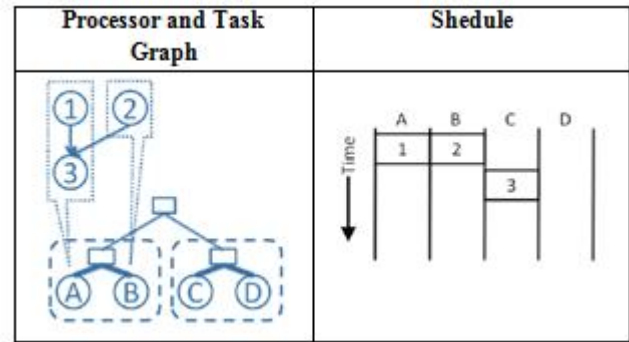 Processor and Task
Graph
Shedule
1
2
3
A
B
C
D
A
B
C
D
Time
1
2
3